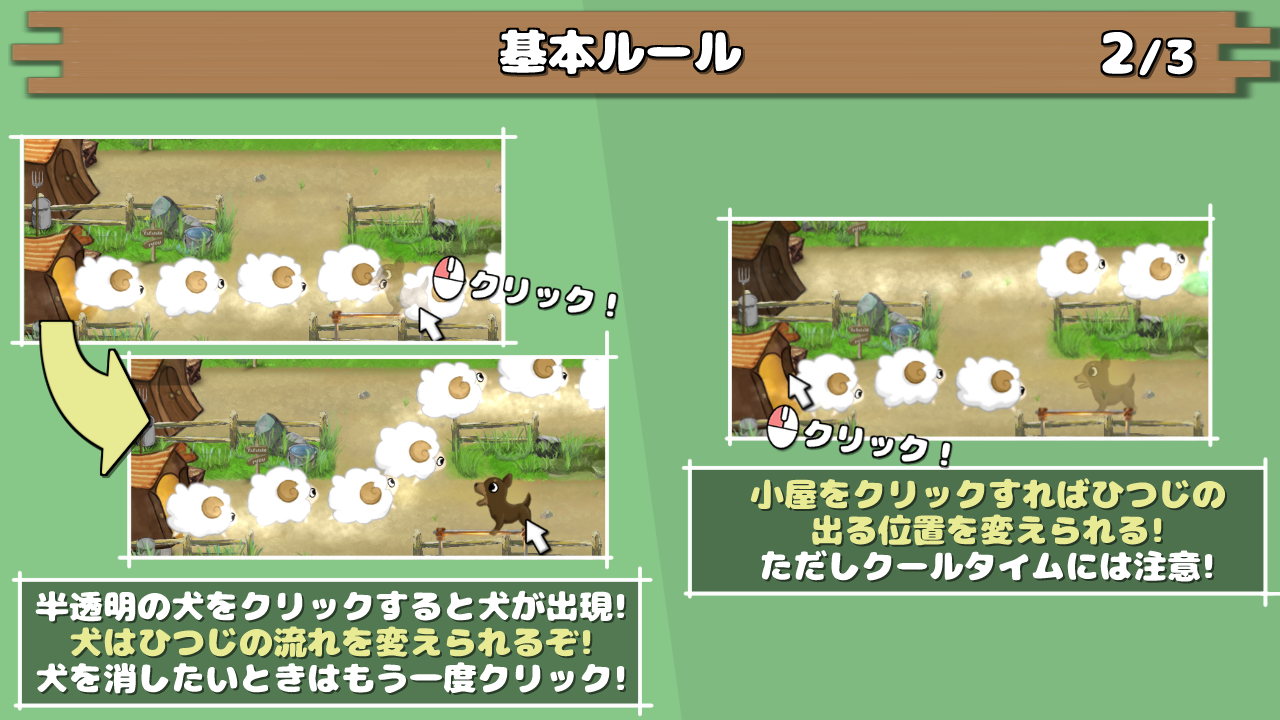 基本ルール
2/3
クリック!
半透明の犬をクリックすると犬が出現!
犬はひつじの流れを変えられるぞ!
犬を消したいときはもう一度クリック!
クリック!
小屋をクリックすればひつじの
出る位置を変えられる!
ただしクールタイムには注意!